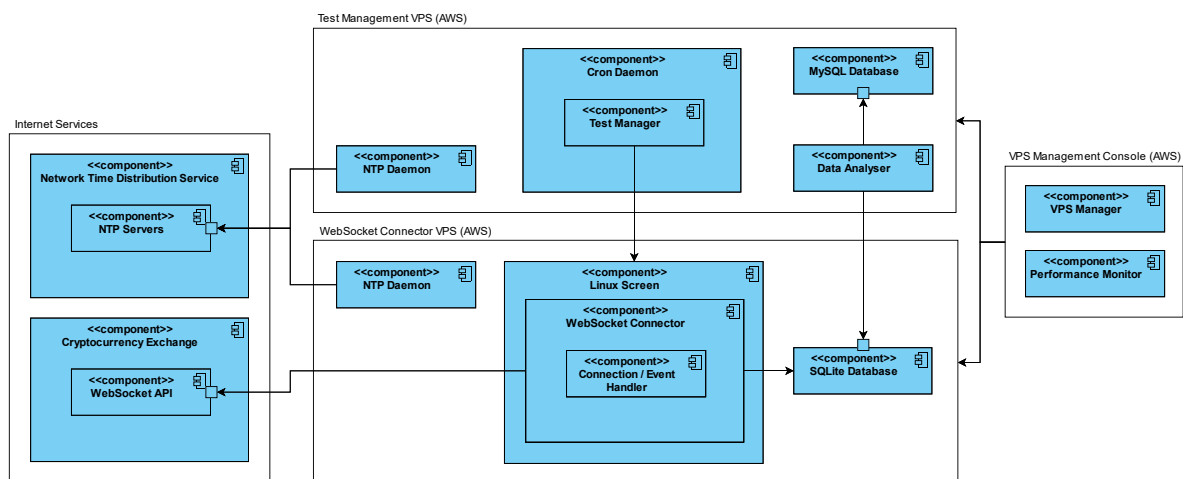 Test Management VPS (AWS)
<<component>>
Cron Daemon
<<component>>
Test Manager
<<component>>
MySQL Database
<<component>>
NTP Daemon
<<component>>
Data Analyser
Internet Services
<<component>>
Network Time Distribution Service
<<component>>
NTP Servers
<<component>>
Cryptocurrency Exchange
<<component>>
WebSocket API
WebSocket Connector VPS (AWS)
<<component>>
NTP Daemon
<<component>>
Linux Screen
<<component>>
WebSocket Connector
<<component>>
Connection / Event
Handler
<<component>>
SQLite Database
VPS Management Console (AWS)
<<component>>
VPS Manager
<<component>>
Performance Monitor